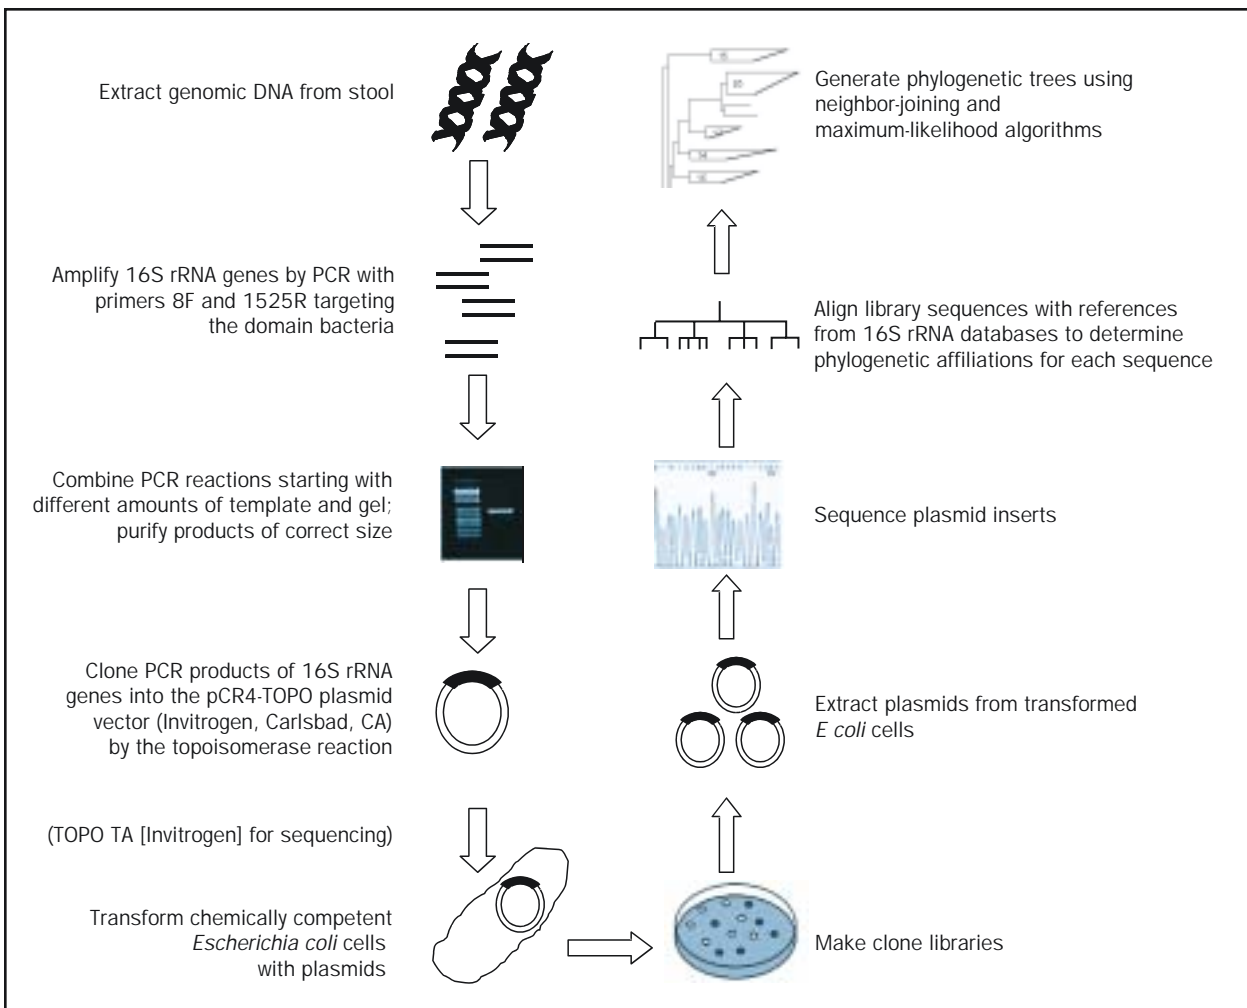 Extract genomic DNA from stool
Amplify 16S rRNA genes by PCR with
primers 8F and 1525R targeting
the domain bacteria
Combine PCR reactions starting with
different amounts of template and gel;
purify products of correct size
Clone PCR products of 16S rRNA
genes into the pCR4-TOPO plasmid
vector (Invitrogen, Carlsbad, CA)
by the topoisomerase reaction
(TOPO TA [Invitrogen] for sequencing)
Transform chemically competent
Escherichia coli cells
with plasmids
Make clone libraries
Extract plasmids from transformed
E coli cells
Sequence plasmid inserts
Align library sequences with references
from 16S rRNA databases to determine
phylogenetic affiliations for each sequence
Generate phylogenetic trees using
neighbor-joining and
maximum-likelihood algorithms